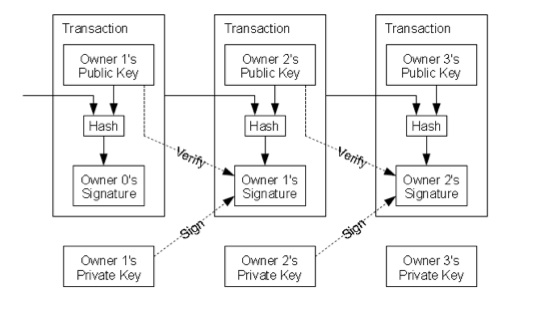 Transaction
Transaction
Transaction
Owner 1's
Public Key
Owner 2's
Public Key
Owner 3's
Public Key
Hash
Hash
Hash
Verify
Verify
Owner 0's
Signature
Owner 1's
Signature
Owner 2's
Signature
Sign
Sign
Owner 1's
Private Key
Owner 2's
Private Key
Owner 3's
Private Key